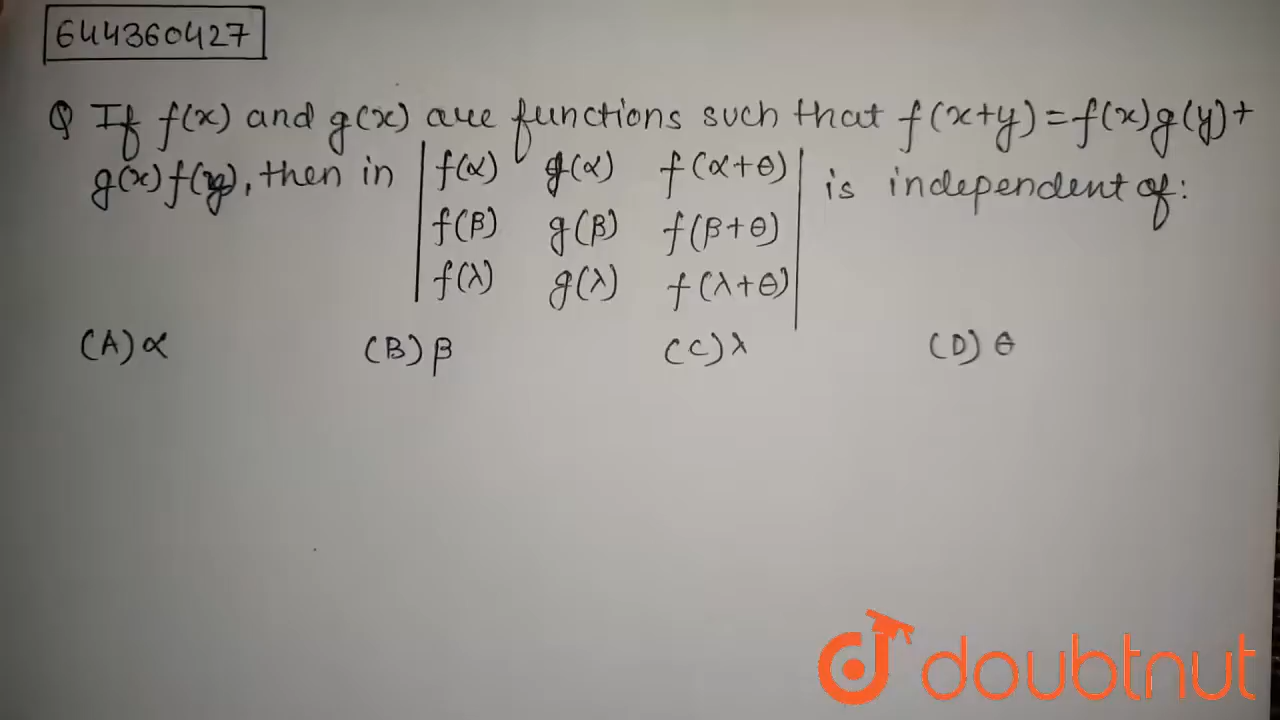 644360427
Q If f(x) and g(x) are functions such that f(x+y)=f(x)g(y)+
g(x)f(y), then in | f(α) g(α) f(α+θ) | is independent of:
f(β) g(β) f(β+θ)
f(λ) g(λ) f(λ+θ)
(A) α (B) β (C) λ (D) θ
doubtnut